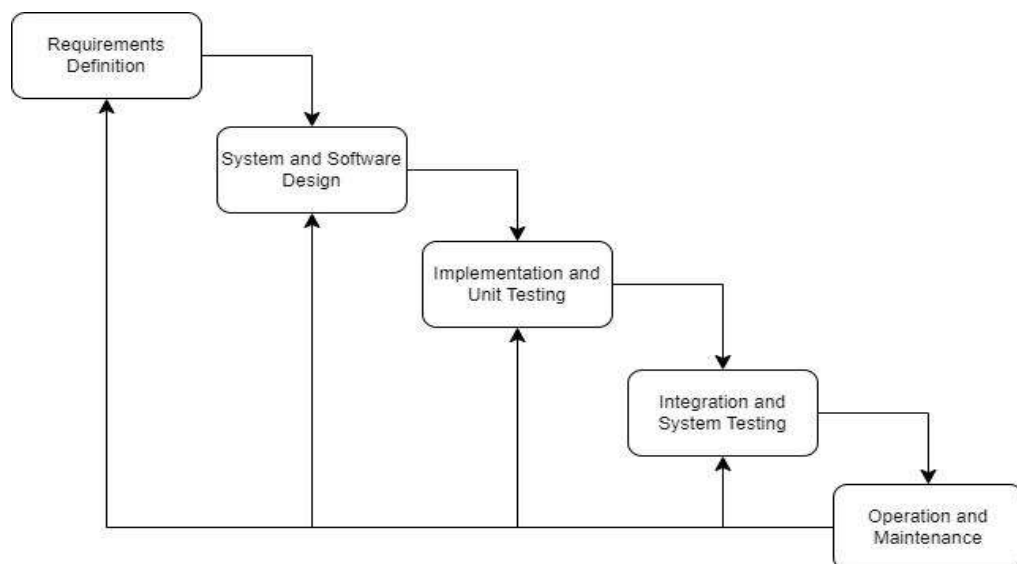 Requirements
Definition
System and Software
Design
Implementation and
Unit Testing
Integration and
System Testing
Operation and
Maintenance